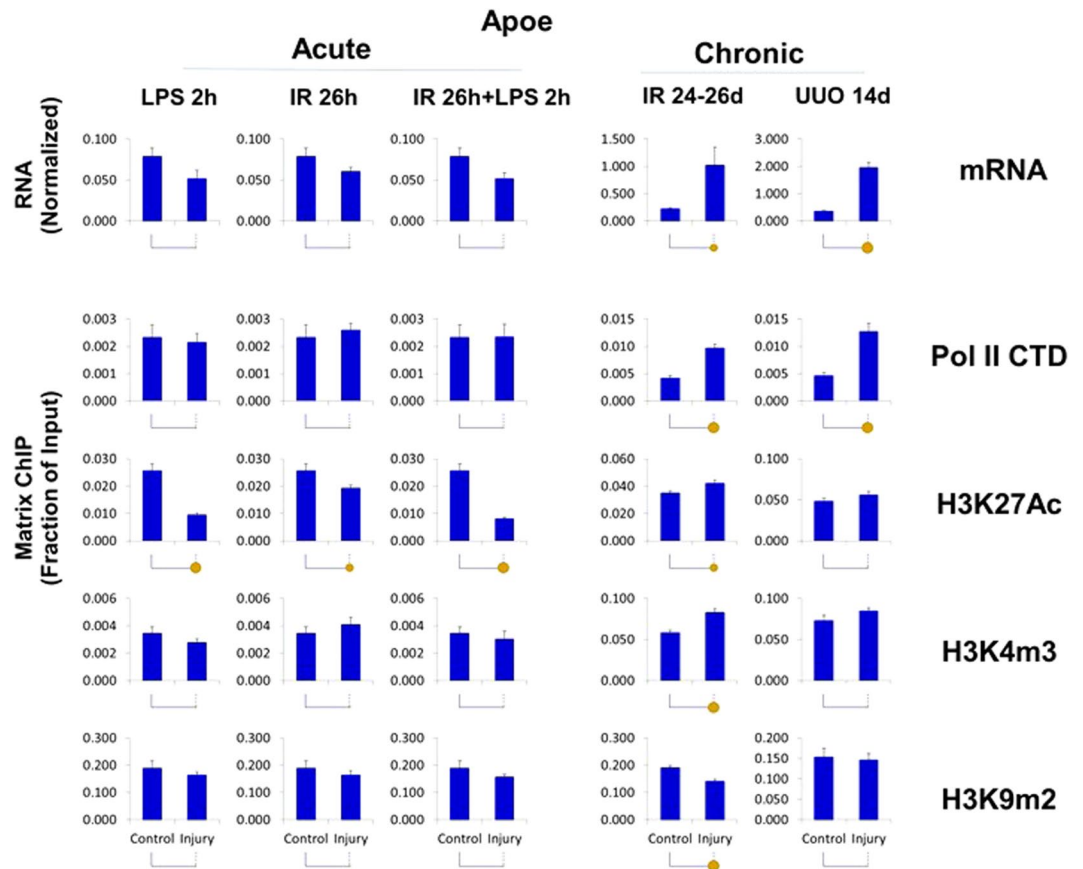 Apoe
Acute Chronic
LPS 2h IR 26h IR 26h+LPS 2h IR 24-26d UUO 14d
RNA
(Normalized)
0.100 0.100 0.100 1.500 3.000
1.000 2.000
0.050 0.050 0.050
0.500 1.000
0.000 0.000 0.000 0.000 0.000
mRNA
Matrix ChIP
(Fraction of Input)
0.003 0.003 0.003 0.015 0.015
0.002 0.002 0.002 0.010 0.010
0.001 0.001 0.001 0.005 0.005
0.000 0.000 0.000 0.000 0.000
Pol II CTD
0.030 0.030 0.030 0.060 0.100
0.020 0.020 0.020 0.040
0.050
0.010 0.010 0.010 0.020
0.000 0.000 0.000 0.000 0.000
H3K27Ac
0.006 0.006 0.006 0.100 0.100
0.004 0.004 0.004
0.050 0.050
0.002 0.002 0.002
0.000 0.000 0.000 0.000 0.000
H3K4m3
0.300 0.300 0.300 0.300 0.200
0.150
0.200 0.200 0.200 0.200
0.100
0.100 0.100 0.100 0.100
0.050
0.000 0.000 0.000 0.000 0.000
H3K9m2
Control Injury Control Injury Control Injury Control Injury Control Injury